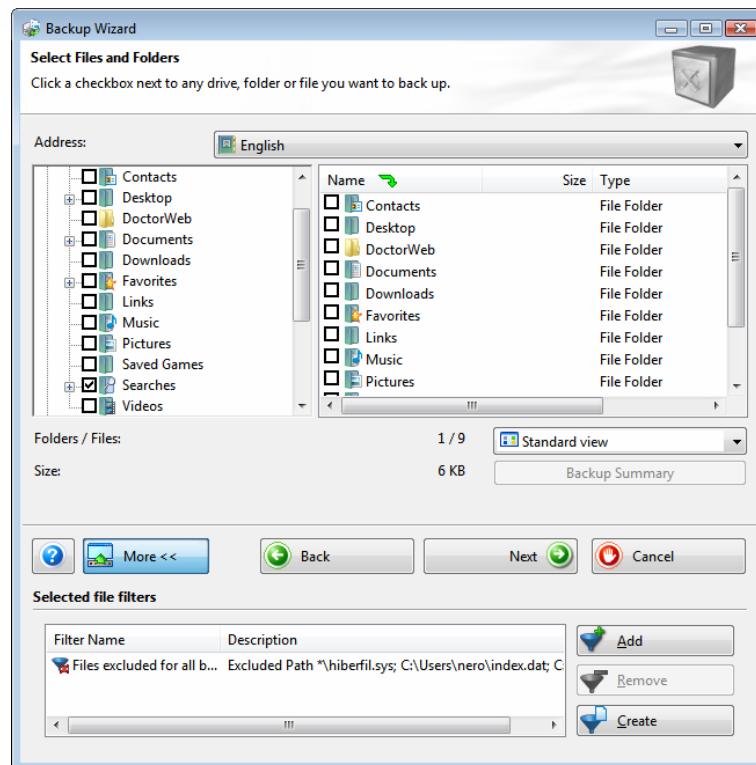 Backup Wizard
Select Files and Folders
Click a checkbox next to any drive, folder or file you want to back up.
Address:
English
Contacts
Desktop
DoctorWeb
Documents
Downloads
Favorites
Links
Music
Pictures
Saved Games
Searches
Videos
Name Size Type
Contacts File Folder
Desktop File Folder
DoctorWeb File Folder
Documents File Folder
Downloads File Folder
Favorites File Folder
Links File Folder
Music File Folder
Pictures File Folder
Folders / Files: 1 / 9
Standard view
Size: 6 KB
Backup Summary
More <<
Back
Next
Cancel
Selected file filters
Filter Name Description
Files excluded for all b... Excluded Path *\hiberfil.sys; C:\Users\nero\index.dat; C:
Add
Remove
Create